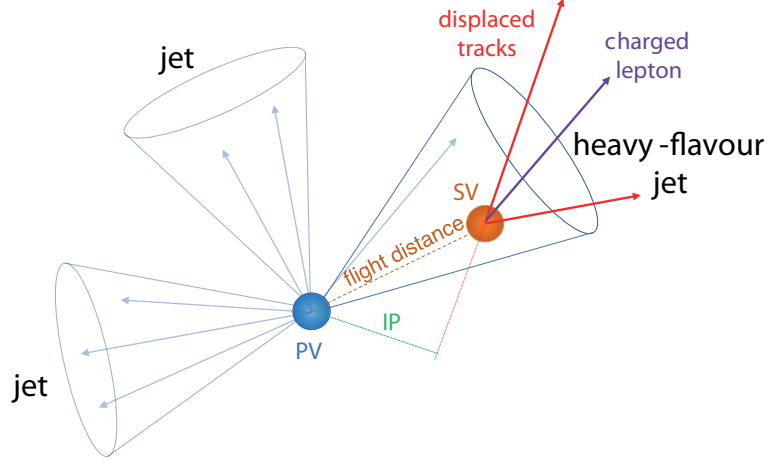 displaced
tracks
charged
lepton
jet
heavy -flavour
jet
SV
flight distance
IP
PV
jet